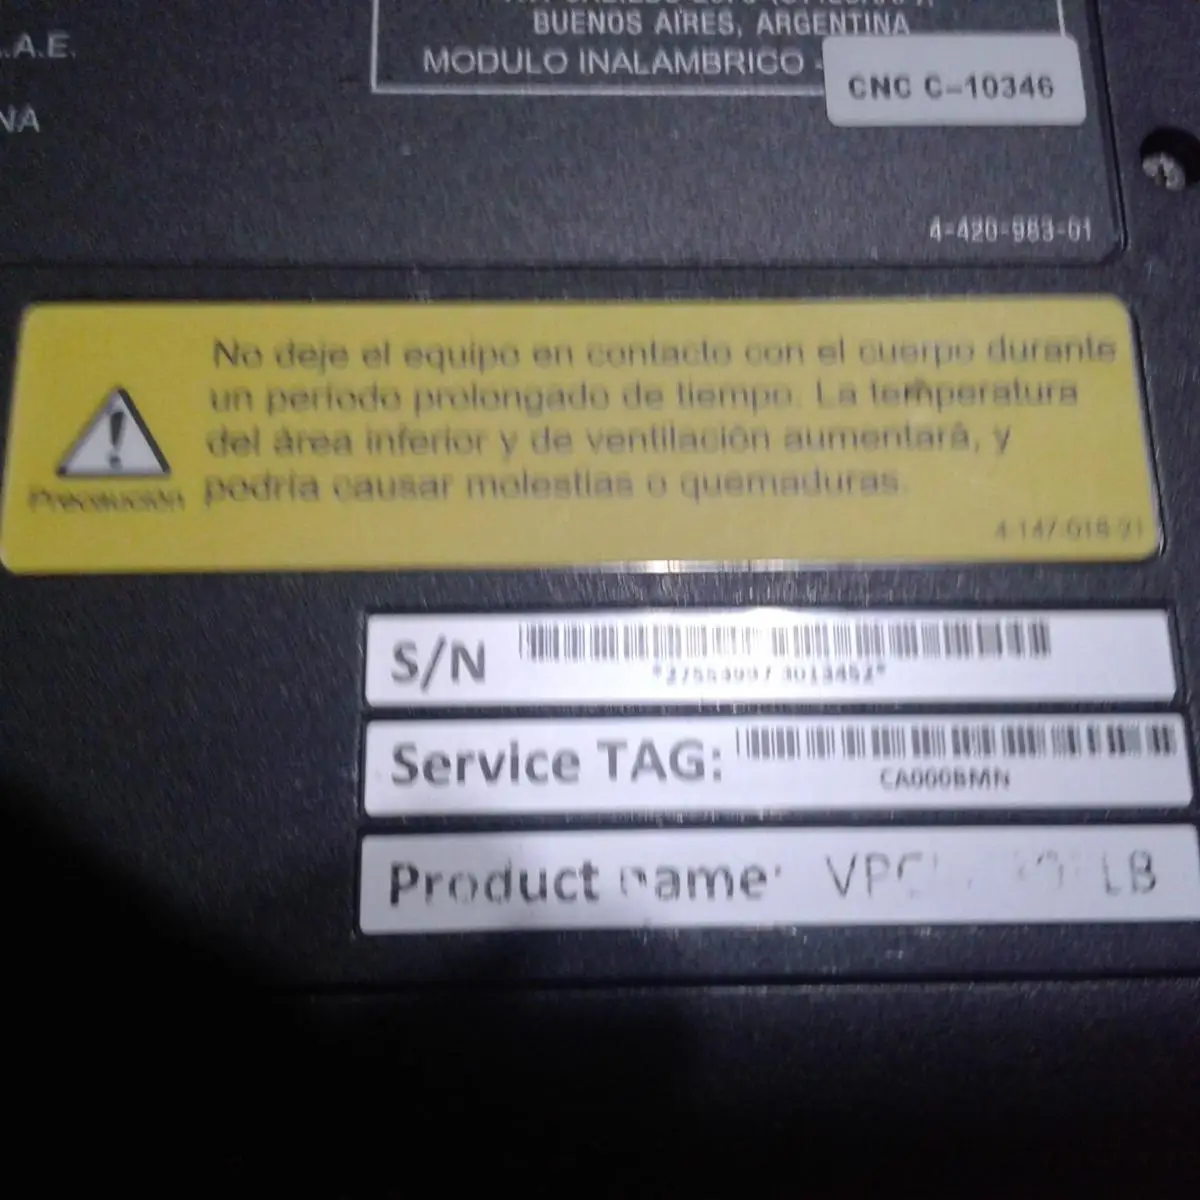 BUENOS AIRES, ARGENTINA
.A.E.
MODULO INALAMBRICO -
CNC C-10346
NA
4-420-983-01
No deje el equipo en contacto con el cuerpo durante
un período prolongado de tiempo. La temperatura
del área inferior y de ventilación aumentará, y
podría causar molestias o quemaduras.
Precaución
4-147-018-21
S/N
Service TAG:
CA000BMN
Product name: